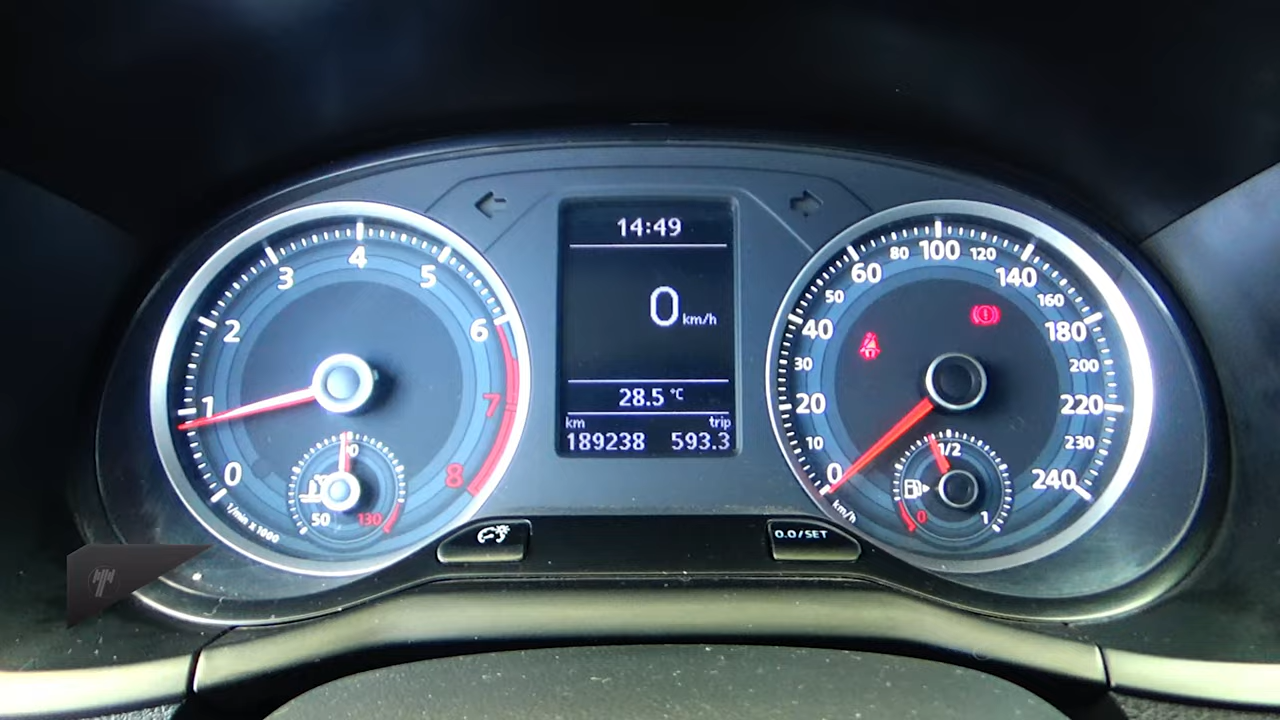 14:49
0 km/h
28.5 °C
km trip
189238 593.3
0 1 2 3 4 5 6 7 8
1/min x 1000
50 90 130
0 10 20 30 40 50 60 80 100 120 140 160 180 200 220 230 240
km/h
0 1/2 1
0.0/SET